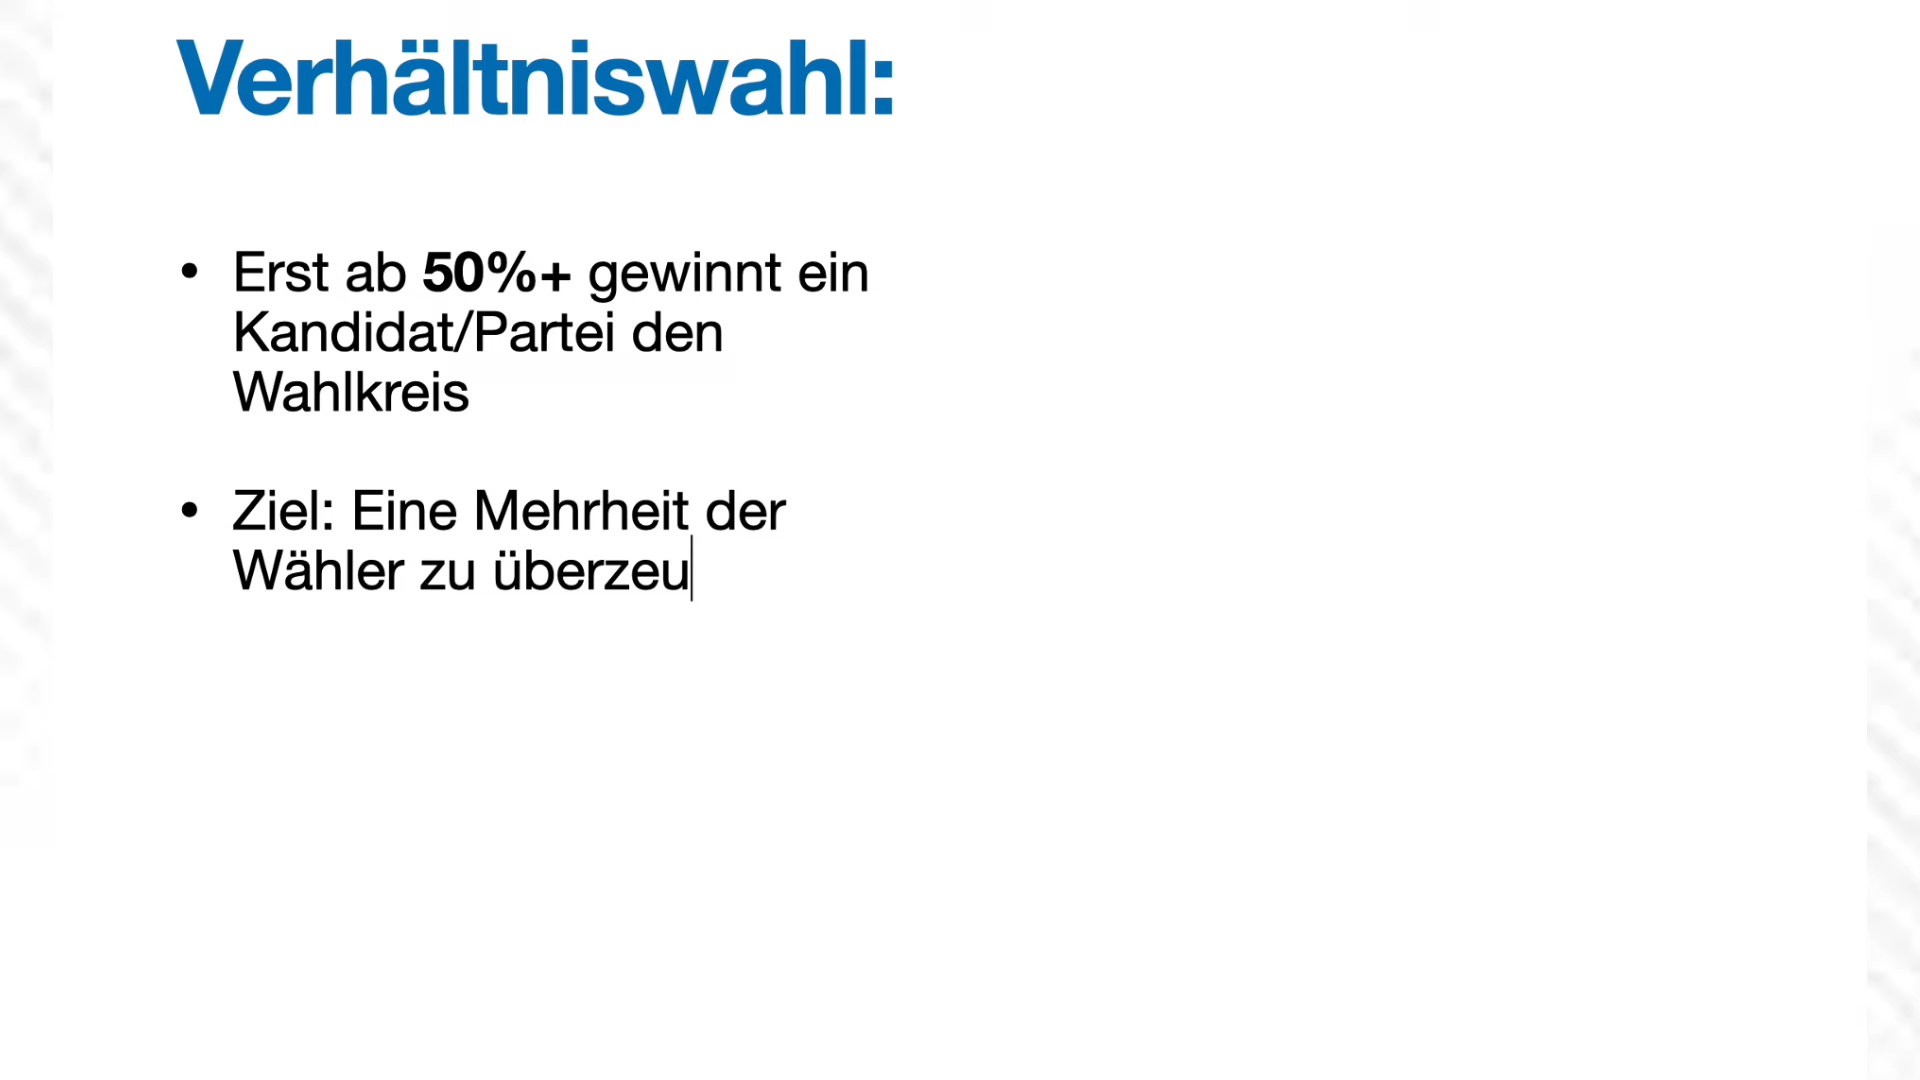 Verhältniswahl:
• Erst ab 50%+ gewinnt ein
Kandidat/Partei den
Wahlkreis
• Ziel: Eine Mehrheit der
Wähler zu überzeu